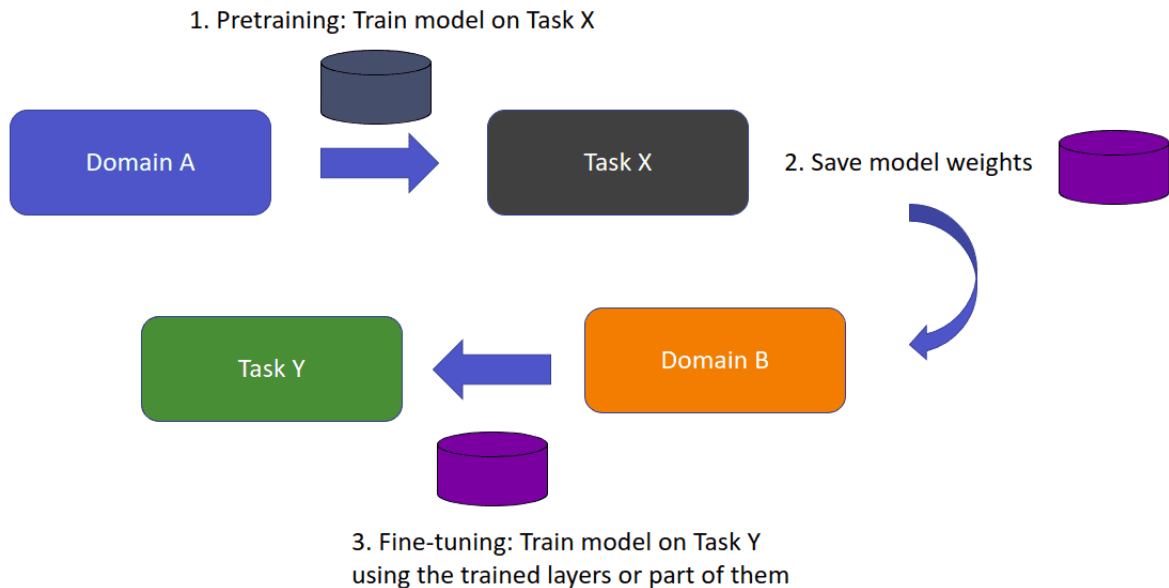 1. Pretraining: Train model on Task X
Domain A
Task X
2. Save model weights
Task Y
Domain B
3. Fine-tuning: Train model on Task Y
using the trained layers or part of them